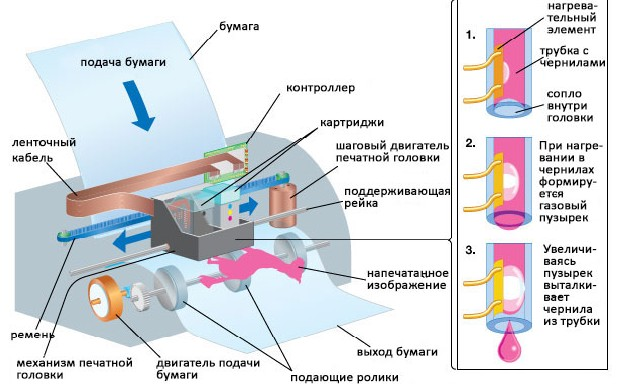 бумага
подача бумаги
контроллер
картриджи
ленточный
кабель
шаговый двигатель
печатной головки
поддерживающая
рейка
напечатанное
изображение
ремень
механизм печатной
головки
двигатель подачи
бумаги
подающие ролики
выход бумаги
1.
нагрева-
тельный
элемент
трубка с
чернилами
сопло
внутри
головки
2.
При нагре-
вании в
чернилах
формиру-
ется
газовый
пузырек
3.
Увеличи-
ваясь
пузырек
выталки-
вает
чернила
из трубки